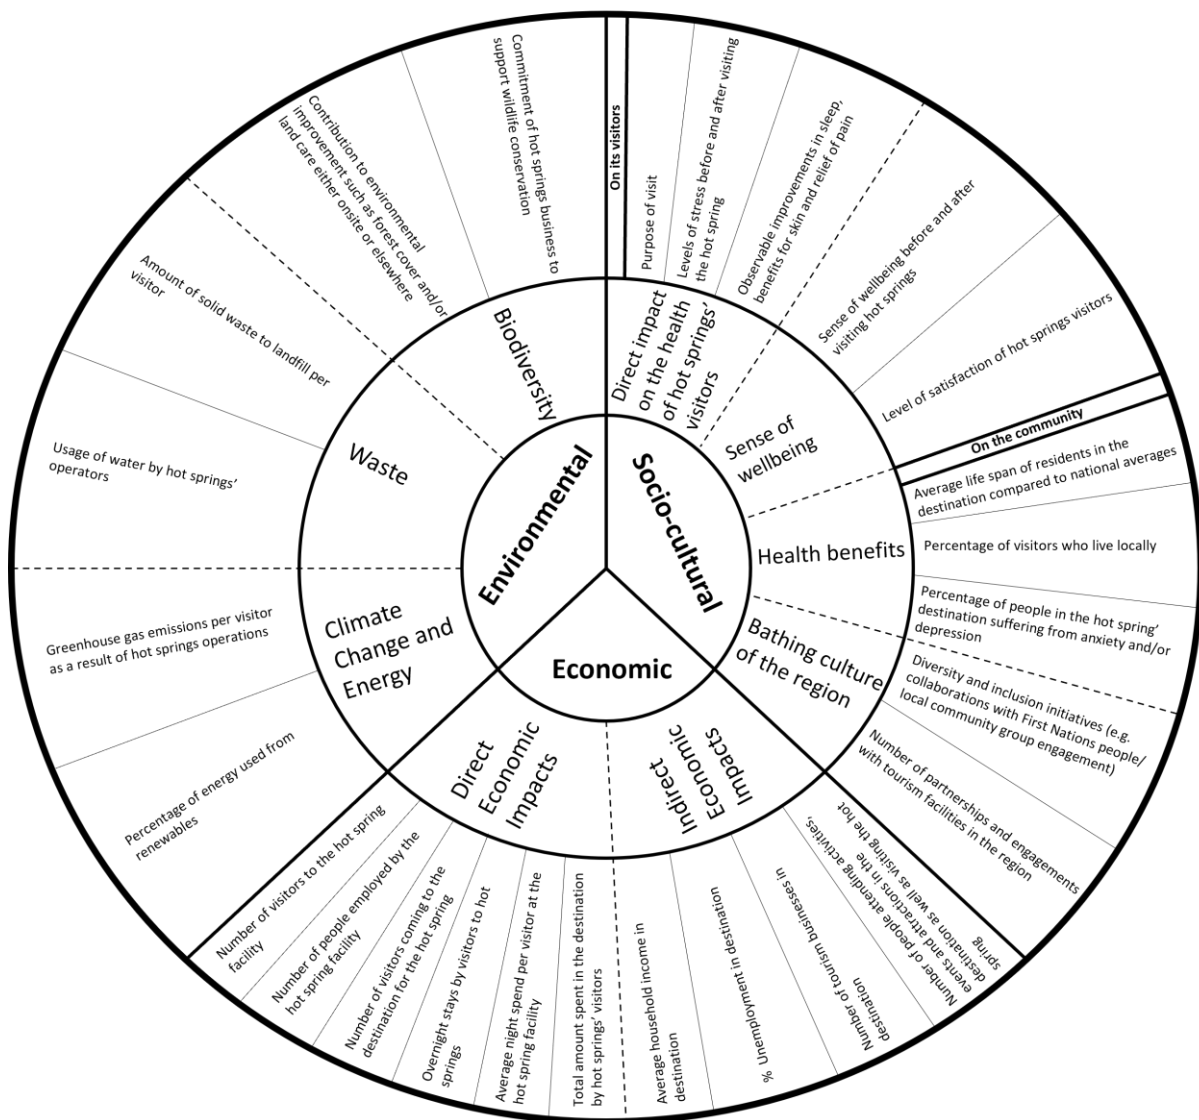 Environmental
Socio-cultural
Economic
Direct impact
on the health
of hot springs’
visitors
Sense of
wellbeing
Health benefits
Bathing culture
of the region
Indirect
Economic
Impacts
Direct
Economic
Impacts
Climate
Change and
Energy
Waste
Biodiversity
On its visitors
Purpose of visit
Levels of stress before and after visiting
the hot spring
Observable improvements in sleep,
benefits for skin and relief of pain
Sense of wellbeing before and after
visiting hot springs
Level of satisfaction of hot springs visitors
On the community
Average life span of residents in the
destination compared to national averages
Percentage of visitors who live locally
Percentage of people in the hot spring’
destination suffering from anxiety and/or
depression
Diversity and inclusion initiatives (e.g.
collaborations with First Nations people/
local community group engagement)
Number of partnerships and engagements
with tourism facilities in the region
Number of people attending activities,
events and attractions in the
destination as well as visiting the hot
spring
Number of tourism businesses in
destination
% Unemployment in destination
Average household income in
destination
Total amount spent in the destination
by hot springs’ visitors
Average night spend per visitor at the
hot spring facility
Overnight stays by visitors to hot
springs
Number of visitors coming to the
destination for the hot spring
Number of people employed by the
hot spring facility
Number of visitors to the hot spring
facility
Percentage of energy used from
renewables
Greenhouse gas emissions per visitor
as a result of hot springs operations
Usage of water by hot springs’
operators
Amount of solid waste to landfill per
visitor
Contribution to environmental
improvement such as forest cover and/or
land care either onsite or elsewhere
Commitment of hot springs business to
support wildlife conservation